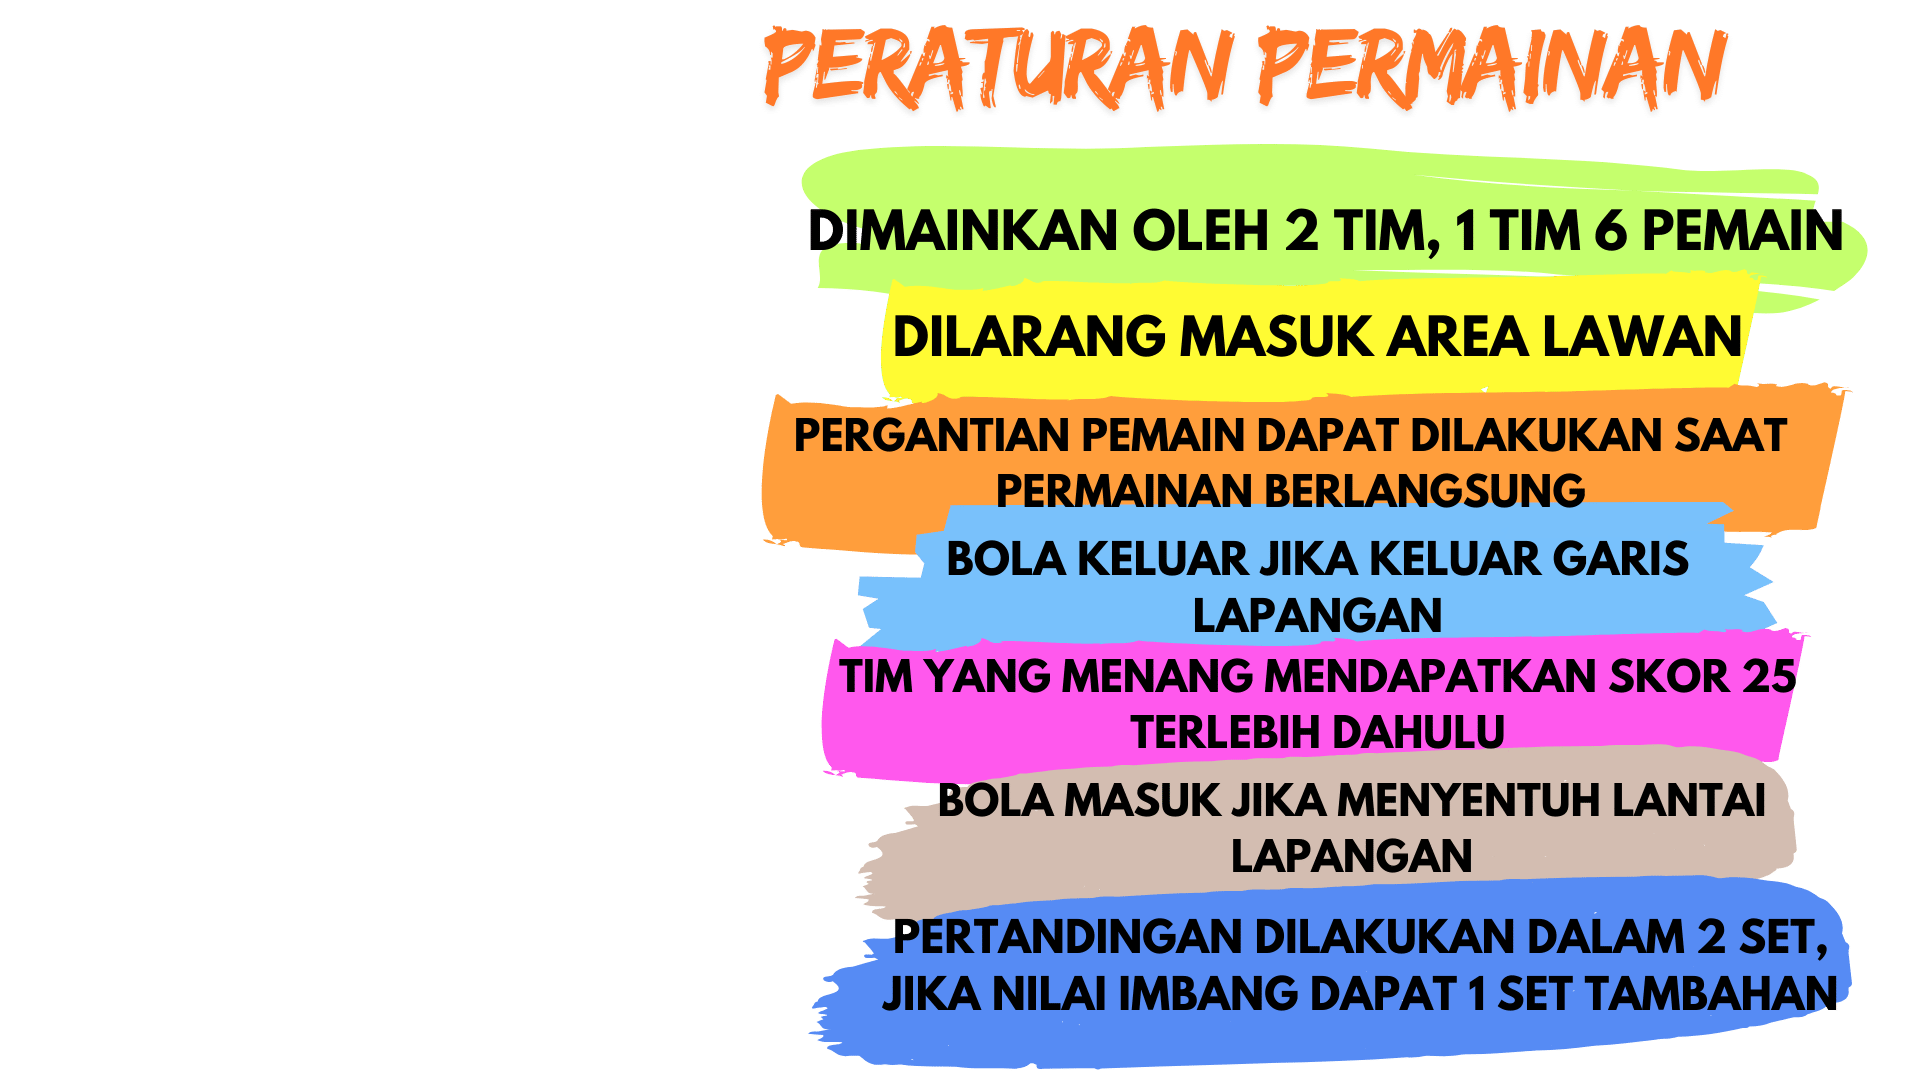 PERATURAN PERMAINAN
DIMAINKAN OLEH 2 TIM, 1 TIM 6 PEMAIN
DILARANG MASUK AREA LAWAN
PERGANTIAN PEMAIN DAPAT DILAKUKAN SAAT
PERMAINAN BERLANGSUNG
BOLA KELUAR JIKA KELUAR GARIS
LAPANGAN
TIM YANG MENANG MENDAPATKAN SKOR 25
TERLEBIH DAHULU
BOLA MASUK JIKA MENYENTUH LANTAI
LAPANGAN
PERTANDINGAN DILAKUKAN DALAM 2 SET,
JIKA NILAI IMBANG DAPAT 1 SET TAMBAHAN